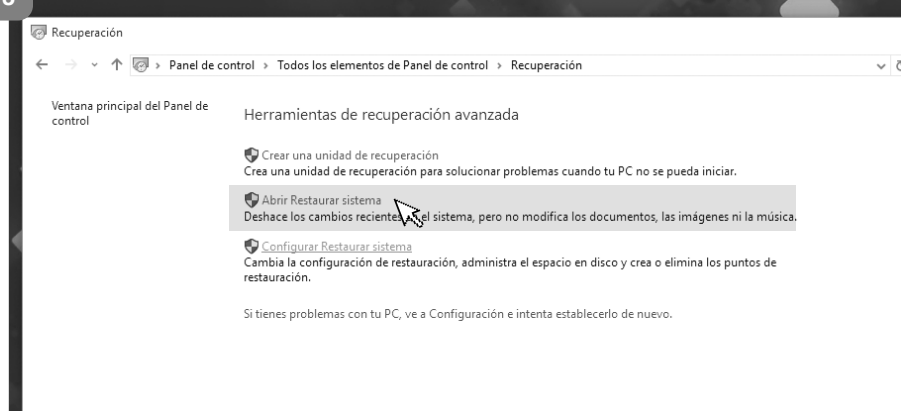 Recuperación
Panel de control > Todos los elementos de Panel de control > Recuperación
Ventana principal del Panel de
control
Herramientas de recuperación avanzada
Crear una unidad de recuperación
Crea una unidad de recuperación para solucionar problemas cuando tu PC no se pueda iniciar.
Abrir Restaurar sistema
Deshace los cambios recientes el sistema, pero no modifica los documentos, las imágenes ni la música.
Configurar Restaurar sistema
Cambia la configuración de restauración, administra el espacio en disco y crea o elimina los puntos de
restauración.
Si tienes problemas con tu PC, ve a Configuración e intenta establecerlo de nuevo.